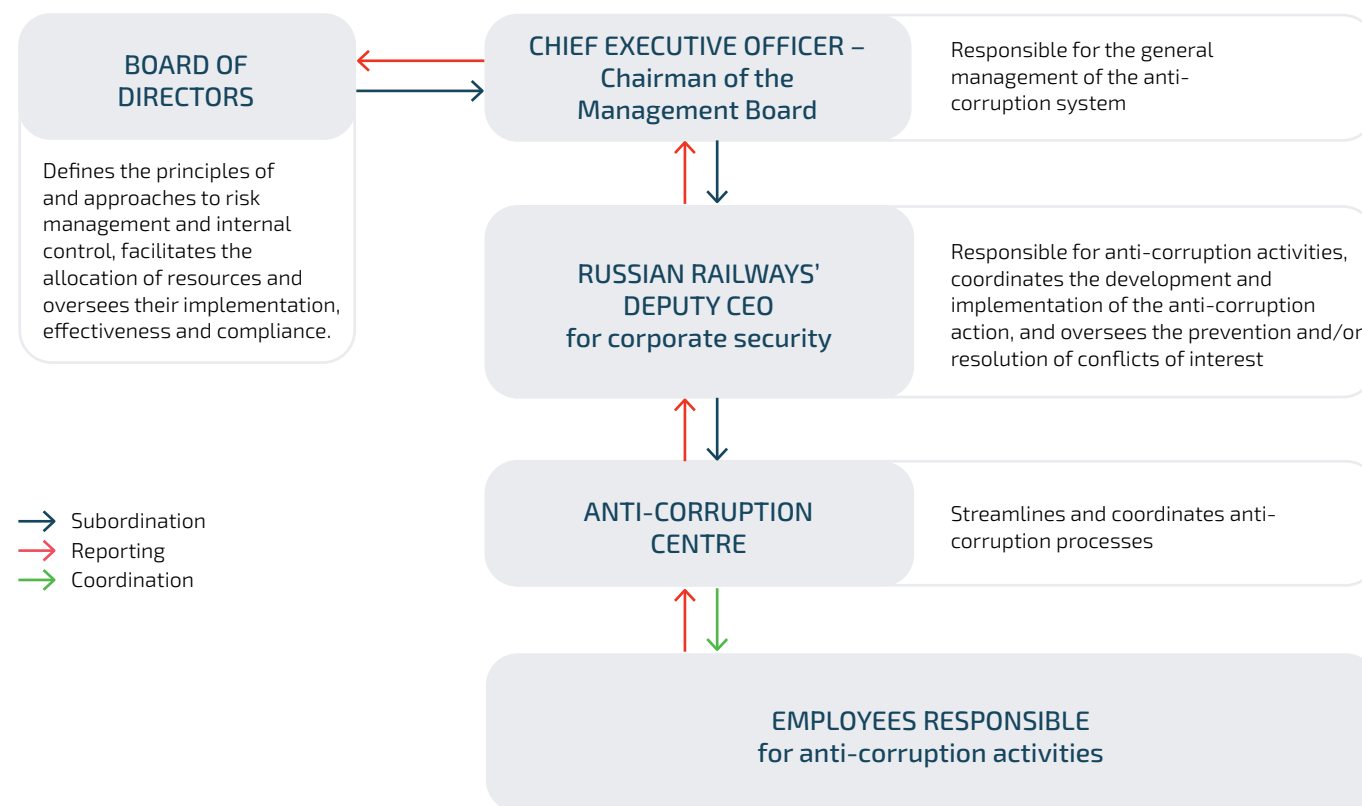 BOARD OF
DIRECTORS
Defines the principles of
and approaches to risk
management and internal
control, facilitates the
allocation of resources and
oversees their implementation,
effectiveness and compliance.
CHIEF EXECUTIVE OFFICER –
Chairman of the
Management Board
Responsible for the general
management of the anti-
corruption system
RUSSIAN RAILWAYS’
DEPUTY CEO
for corporate security
Responsible for anti-corruption activities,
coordinates the development and
implementation of the anti-corruption
action, and oversees the prevention and/or
resolution of conflicts of interest
ANTI-CORRUPTION
CENTRE
Streamlines and coordinates anti-
corruption processes
Subordination
Reporting
Coordination
EMPLOYEES RESPONSIBLE
for anti-corruption activities